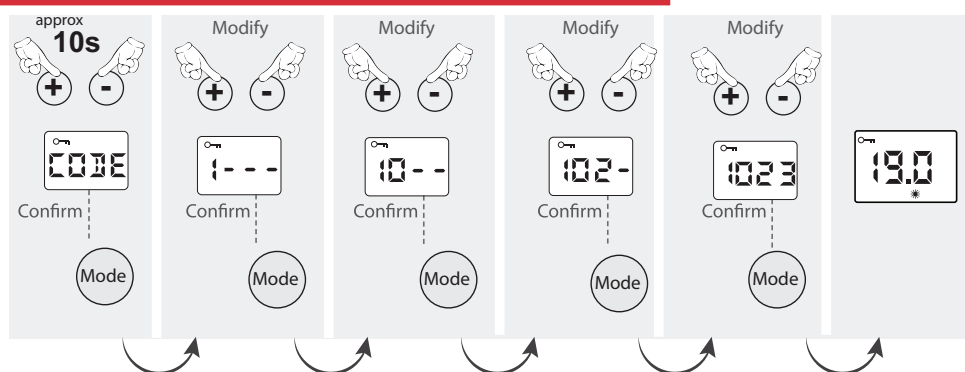 approx
10s
+ -
CODE
Confirm
Mode
Modify
+ -
1---
Confirm
Mode
Modify
+ -
10--
Confirm
Mode
Modify
+ -
102-
Confirm
Mode
Modify
+ -
1023
Confirm
Mode
19.0